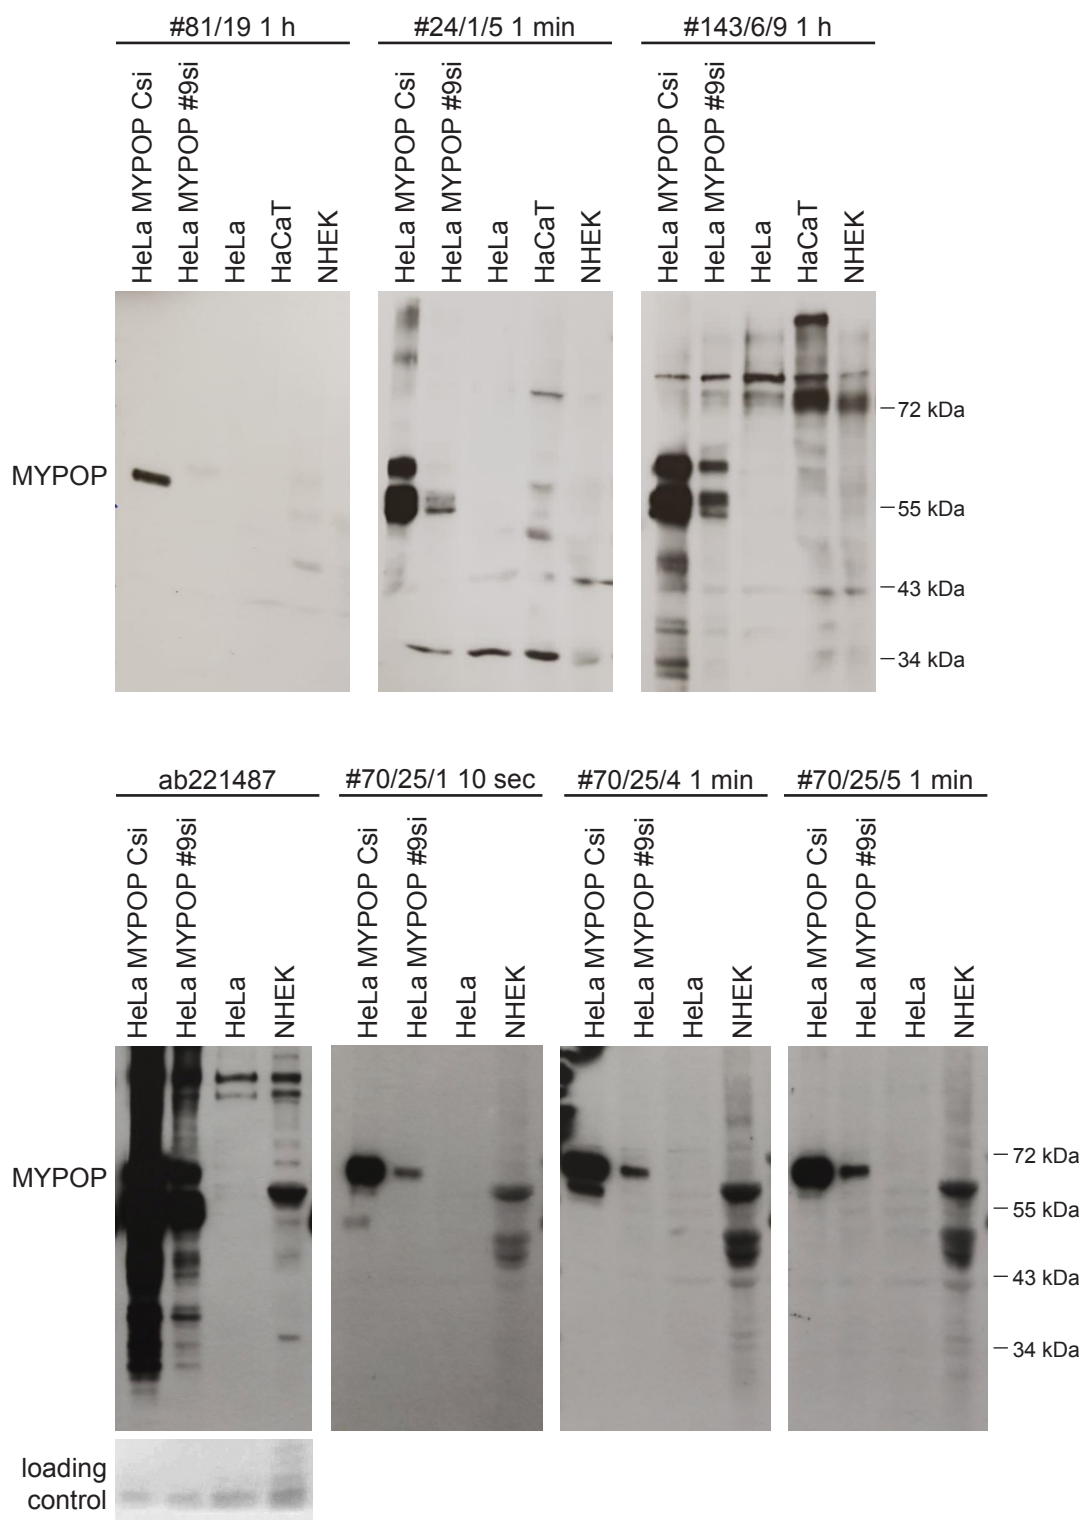 #81/19 1 h
#24/1/5 1 min
#143/6/9 1 h
HeLa MYPOP Csi
HeLa MYPOP #9si
HeLa
HaCaT
NHEK
HeLa MYPOP Csi
HeLa MYPOP #9si
HeLa
HaCaT
NHEK
HeLa MYPOP Csi
HeLa MYPOP #9si
HeLa
HaCaT
NHEK
MYPOP
72 kDa
55 kDa
43 kDa
34 kDa
ab221487
#70/25/1 10 sec
#70/25/4 1 min
#70/25/5 1 min
HeLa MYPOP Csi
HeLa MYPOP #9si
HeLa
NHEK
HeLa MYPOP Csi
HeLa MYPOP #9si
HeLa
NHEK
HeLa MYPOP Csi
HeLa MYPOP #9si
HeLa
NHEK
HeLa MYPOP Csi
HeLa MYPOP #9si
HeLa
NHEK
MYPOP
72 kDa
55 kDa
43 kDa
34 kDa
loading
control